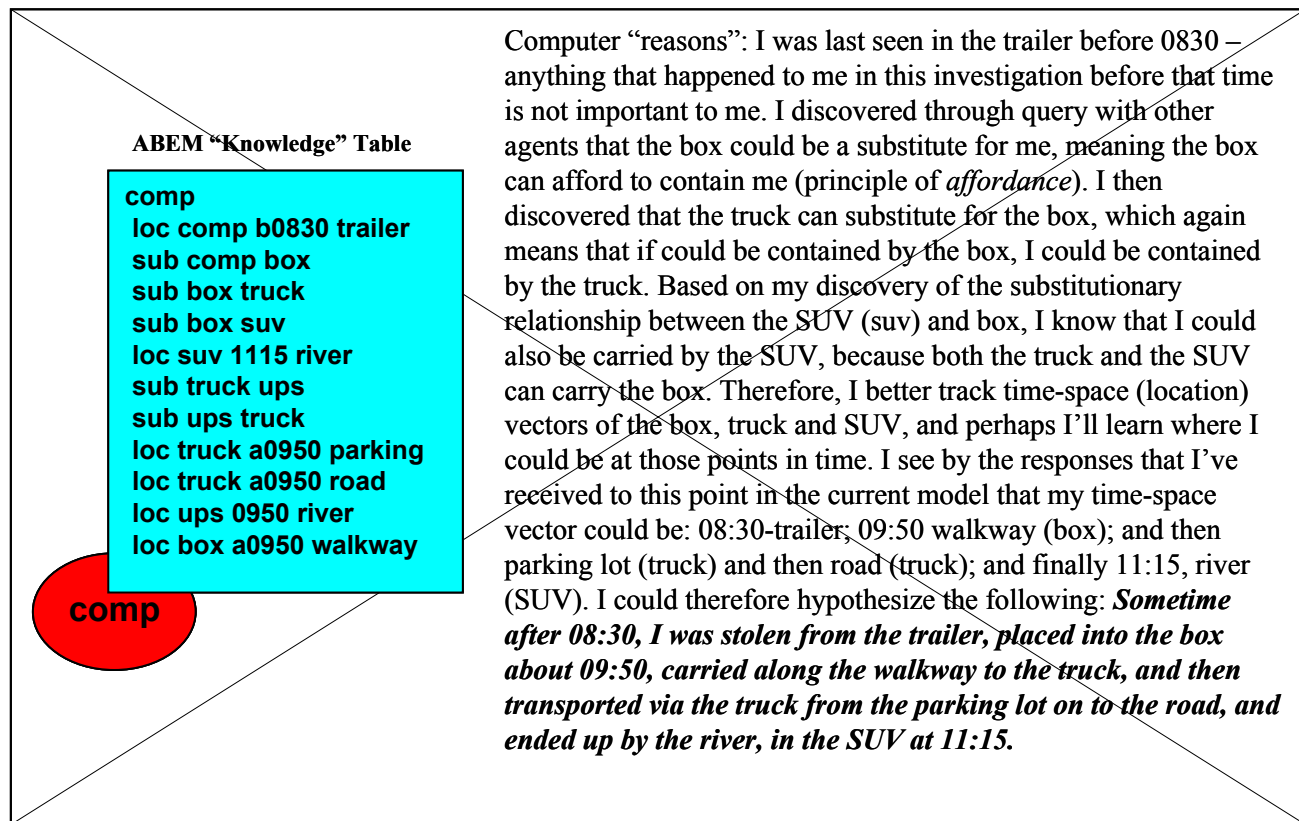 ABEM “Knowledge” Table
comp
loc comp b0830 trailer
sub comp box
sub box truck
sub box suv
loc suv 1115 river
sub truck ups
sub ups truck
loc truck a0950 parking
loc truck a0950 road
loc ups 0950 river
loc box a0950 walkway
comp
Computer “reasons”: I was last seen in the trailer before 0830 –
anything that happened to me in this investigation before that time
is not important to me. I discovered through query with other
agents that the box could be a substitute for me, meaning the box
can afford to contain me (principle of affordance). I then
discovered that the truck can substitute for the box, which again
means that if could be contained by the box, I could be contained
by the truck. Based on my discovery of the substitutionary
relationship between the SUV (suv) and box, I know that I could
also be carried by the SUV, because both the truck and the SUV
can carry the box. Therefore, I better track time-space (location)
vectors of the box, truck and SUV, and perhaps I’ll learn where I
could be at those points in time. I see by the responses that I’ve
received to this point in the current model that my time-space
vector could be: 08:30-trailer; 09:50 walkway (box); and then
parking lot (truck) and then road (truck); and finally 11:15, river
(SUV). I could therefore hypothesize the following: Sometime
after 08:30, I was stolen from the trailer, placed into the box
about 09:50, carried along the walkway to the truck, and then
transported via the truck from the parking lot on to the road, and
ended up by the river, in the SUV at 11:15.